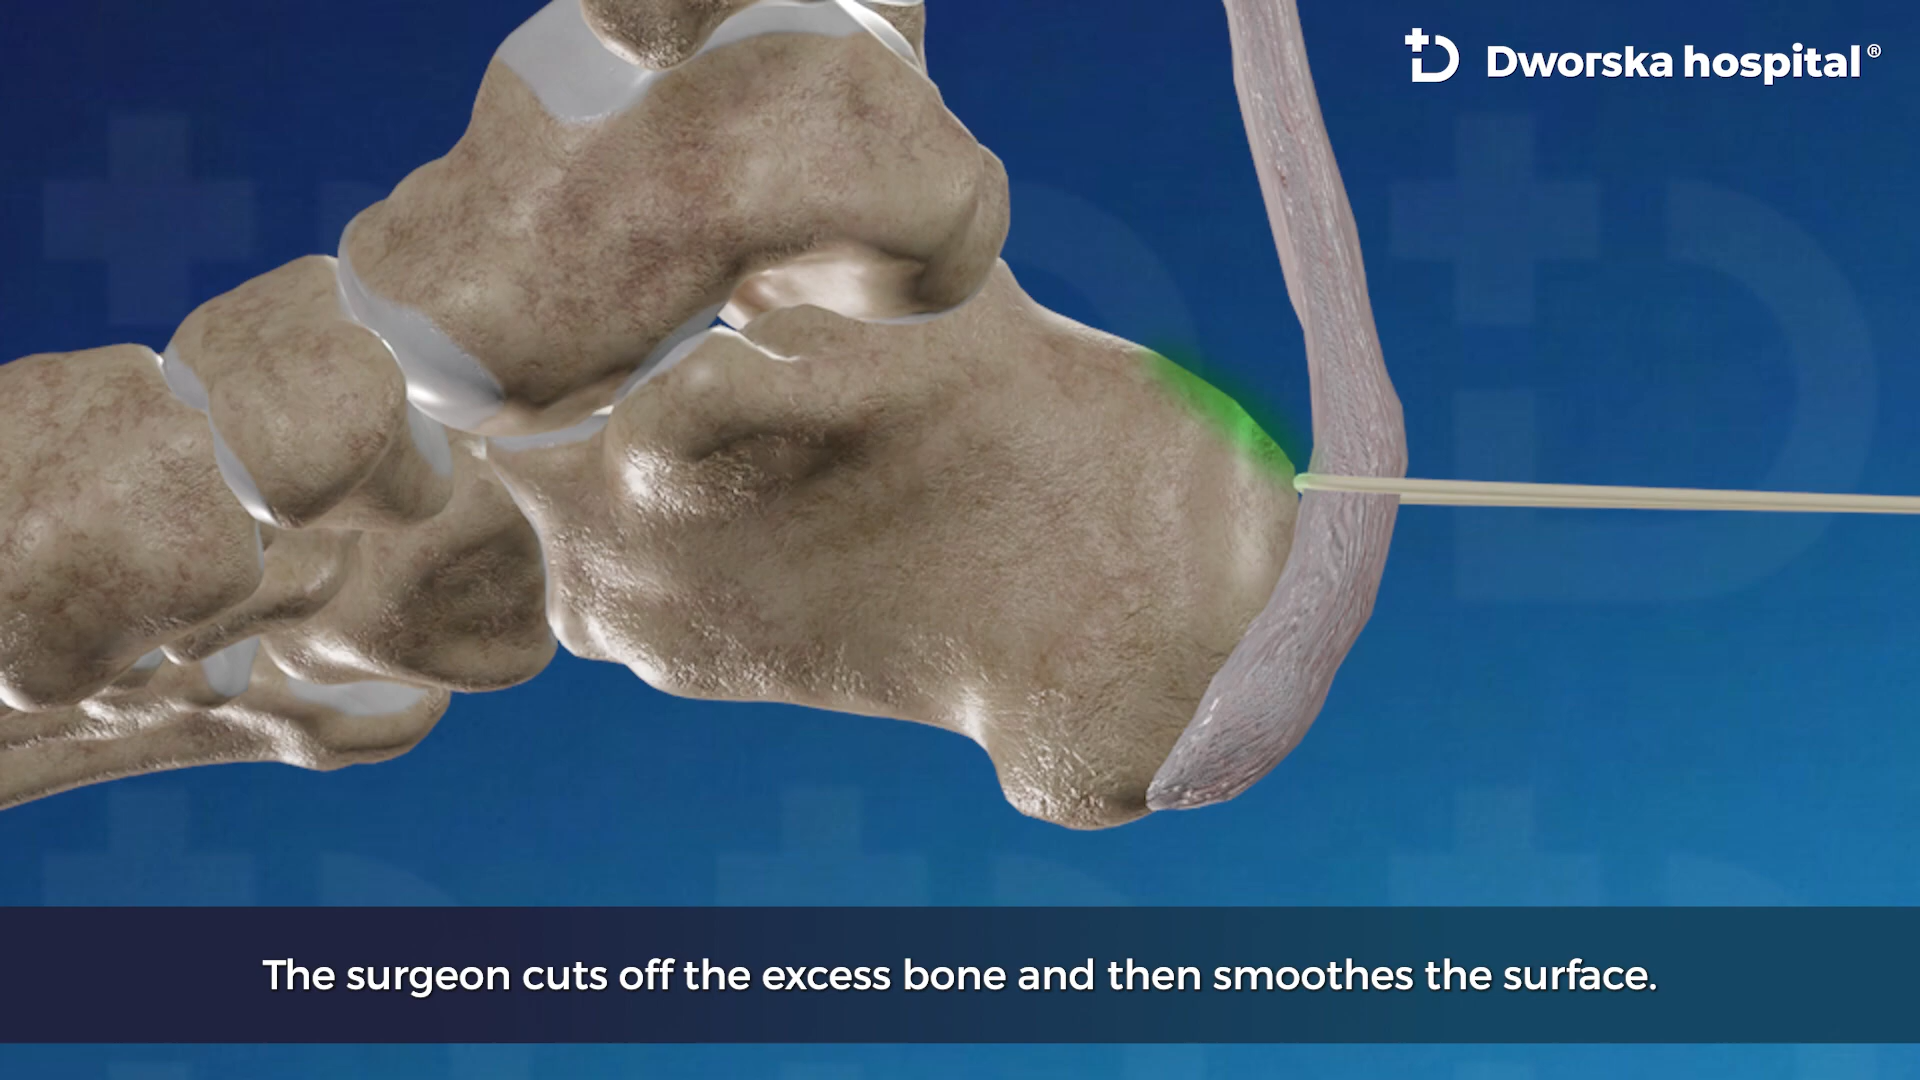 Dworska hospital®
The surgeon cuts off the excess bone and then smoothes the surface.